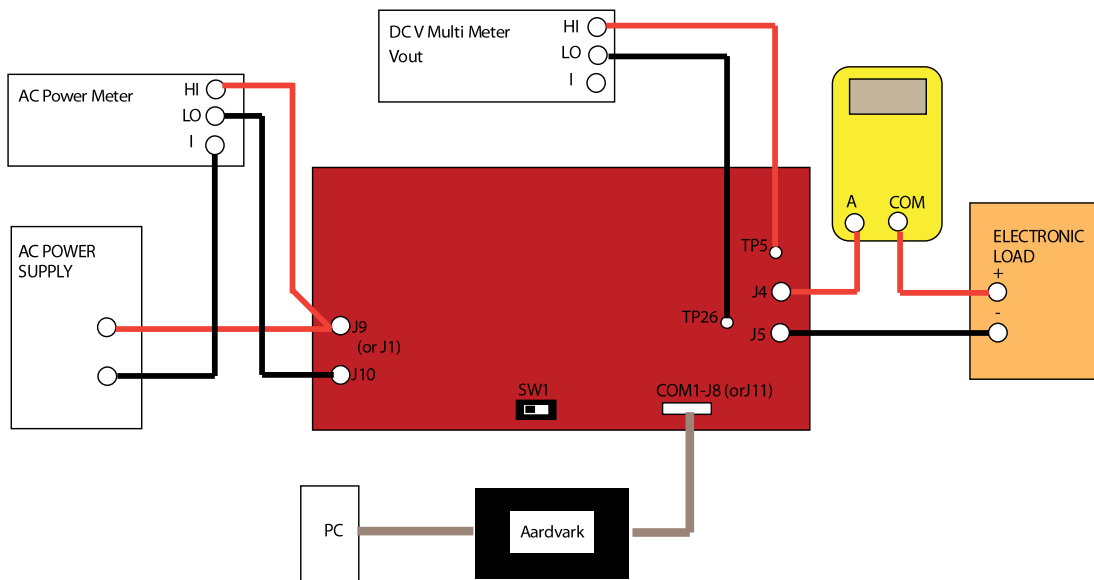 DC V Multi Meter
Vout
HI
LO
I
AC Power Meter
HI
LO
I
A
COM
AC POWER
SUPPLY
ELECTRONIC
LOAD
+
-
TP5
J4
TP26
J5
J9
(or J1)
J10
SW1
COM1-J8 (orJ11)
PC
Aardvark